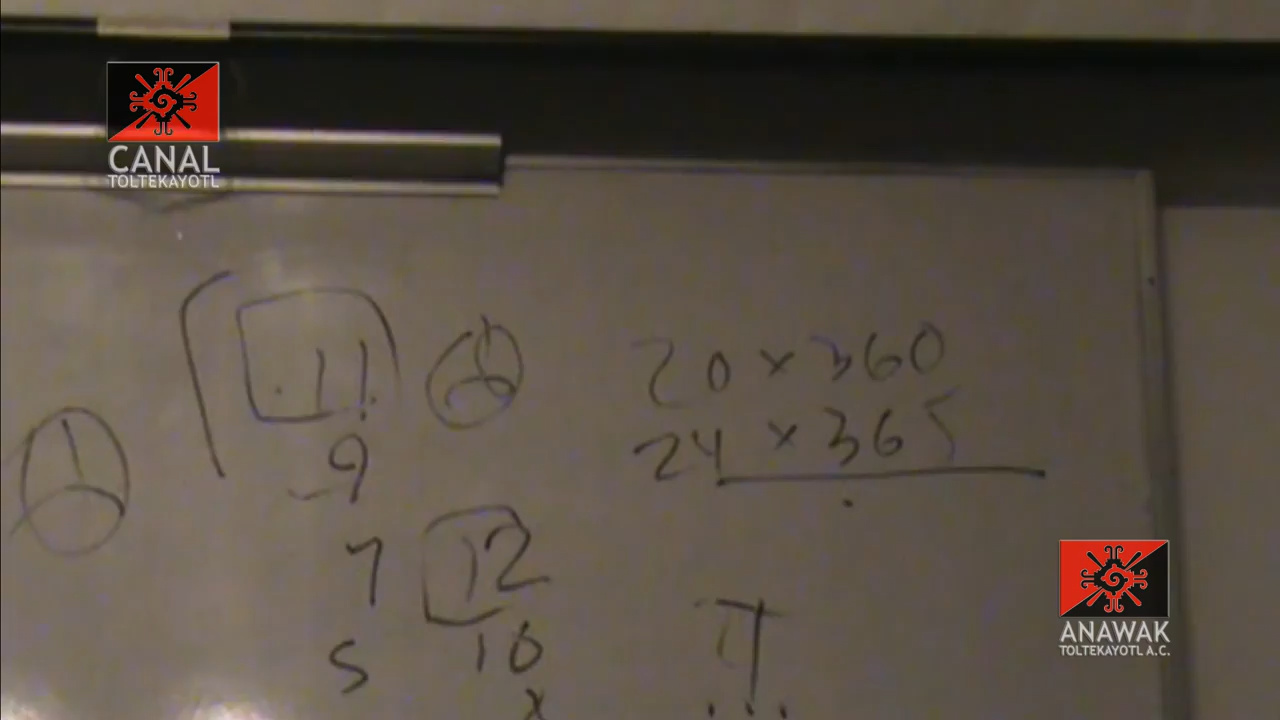 CANAL
TOLTEKAYOTL
11
9
7
5
12
10
20 x 360
24 x 365
ANAWAK
TOLTEKAYOTL A.C.